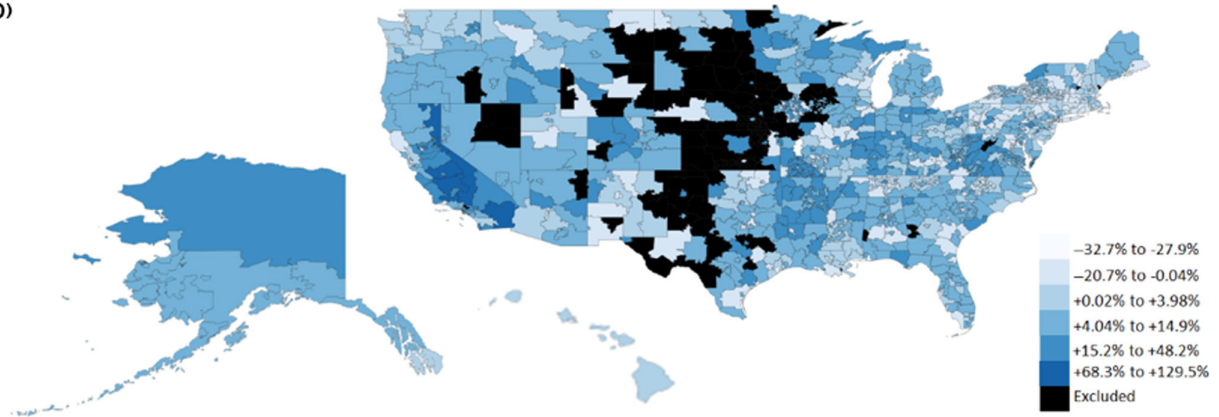 –32.7% to -27.9%
–20.7% to -0.04%
+0.02% to +3.98%
+4.04% to +14.9%
+15.2% to +48.2%
+68.3% to +129.5%
Excluded